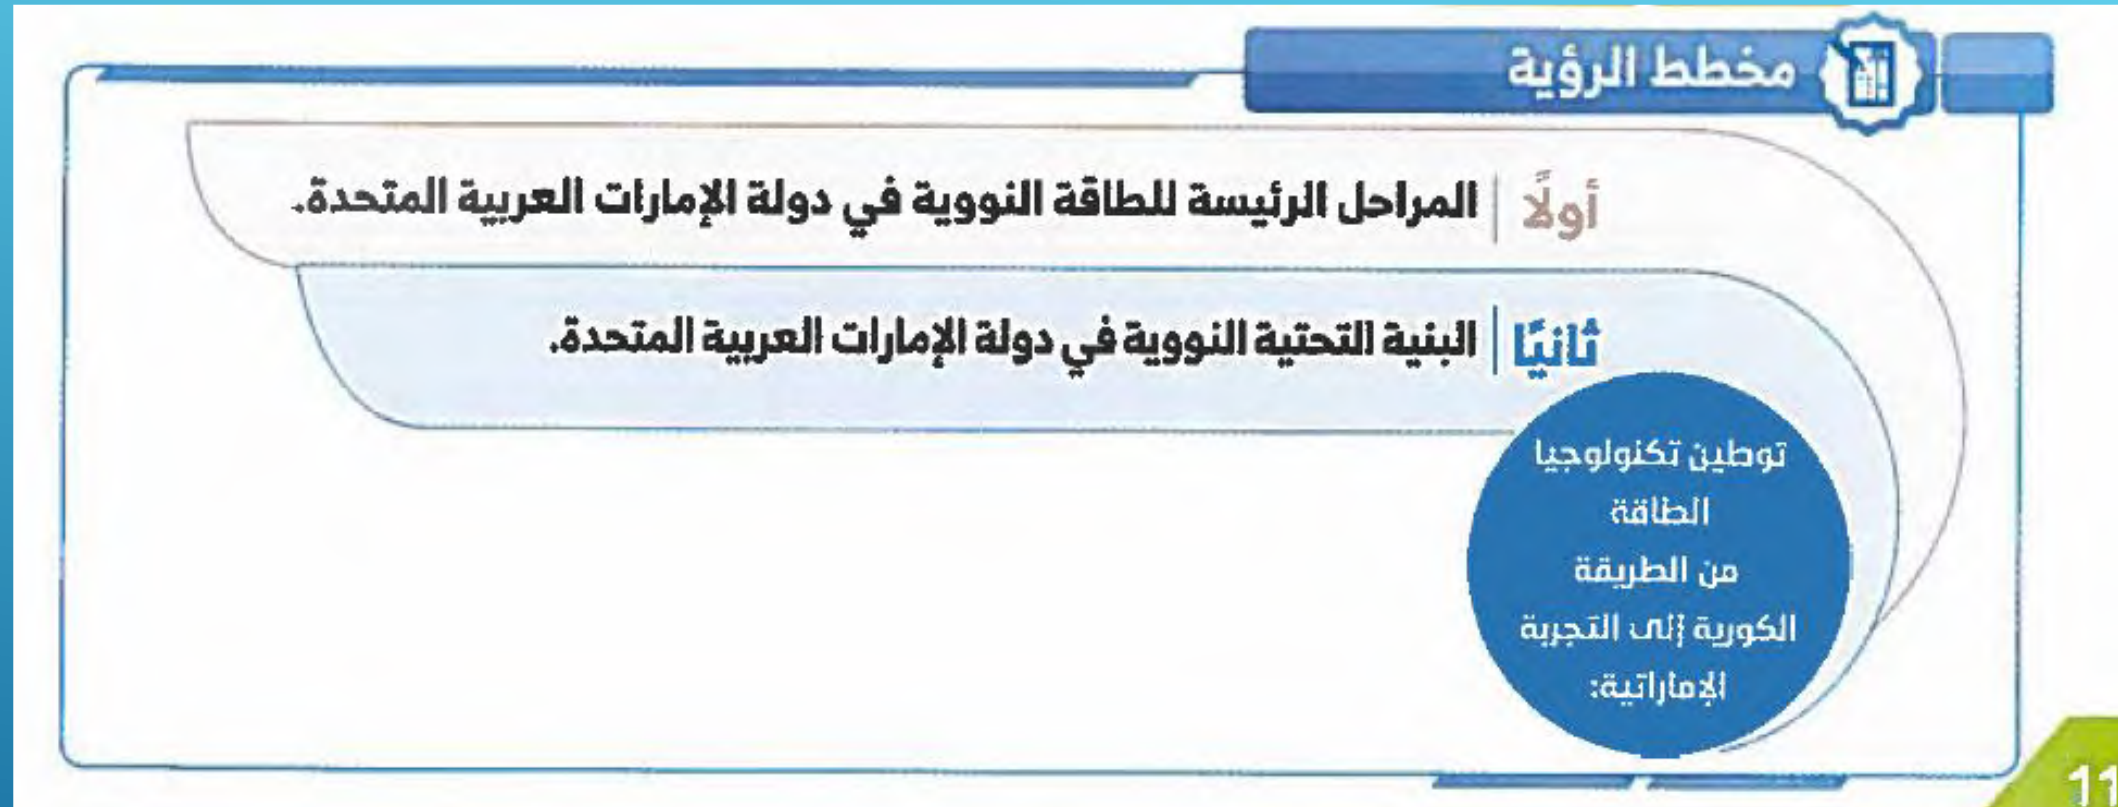 مخطط الرؤية
أولًا | المراحل الرئيسة للطاقة النووية في دولة الإمارات العربية المتحدة.
ثانيًا | البنية التحتية النووية في دولة الإمارات العربية المتحدة.
توطين تكنولوجيا
الطاقة
من الطريقة
الكورية إلى التجربة
الإماراتية:
11